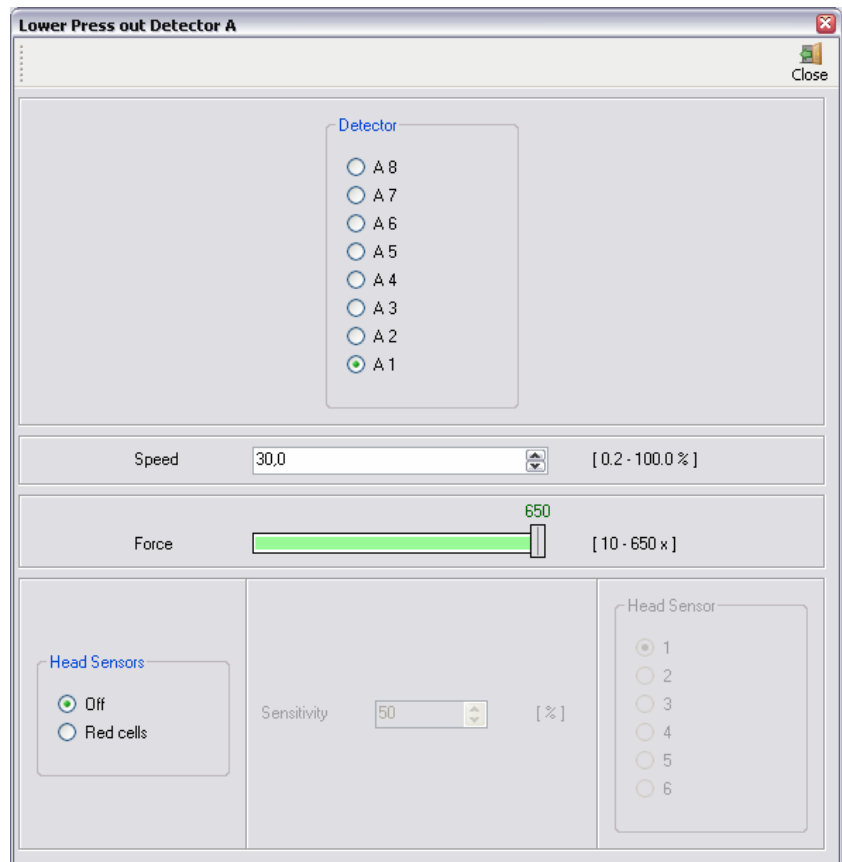 Lower Press out Detector A
Close
Detector
A 8
A 7
A 6
A 5
A 4
A 3
A 2
A 1
Speed 30,0 [ 0.2 - 100.0 % ]
650
Force [ 10 - 650 x ]
Head Sensors
Off
Red cells
Sensitivity 50 [ % ]
Head Sensor
1
2
3
4
5
6